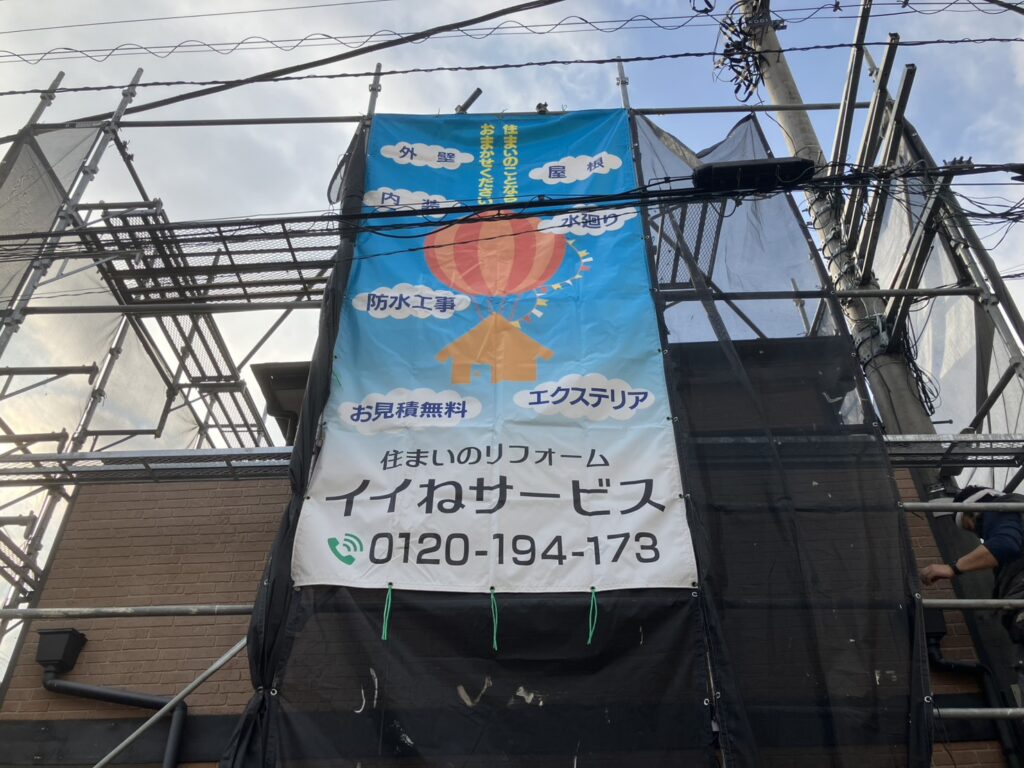 住まいのことなら
おまかせください
外壁
屋根
内装
水廻り
防水工事
お見積無料
エクステリア
住まいのリフォーム
イイねサービス
0120-194-173